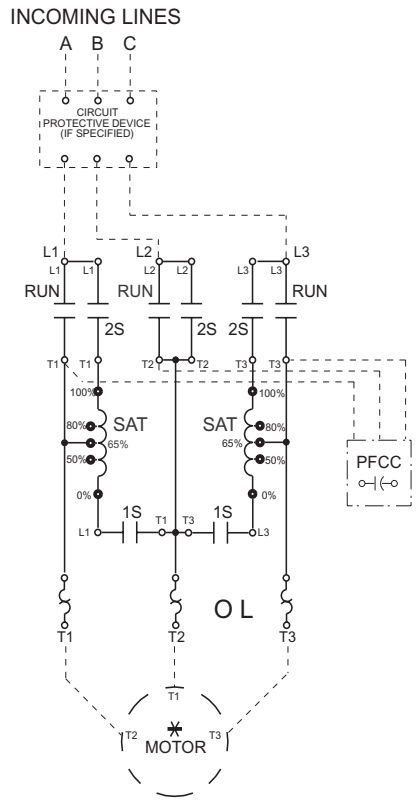 INCOMING LINES
A B C
CIRCUIT
PROTECTIVE DEVICE
(IF SPECIFIED)
L1 L2 L3
L1 L1 L2 L2 L3 L3
RUN RUN RUN
2S 2S 2S
T1 T1 T2 T2 T3 T3
100% 100%
SAT SAT
80% 80%
65% 65%
50% 50%
PFCC
0% 0%
1S 1S
L1 T1 T3 L3
OL
T1 T2 T3
T1
T2 T3
MOTOR